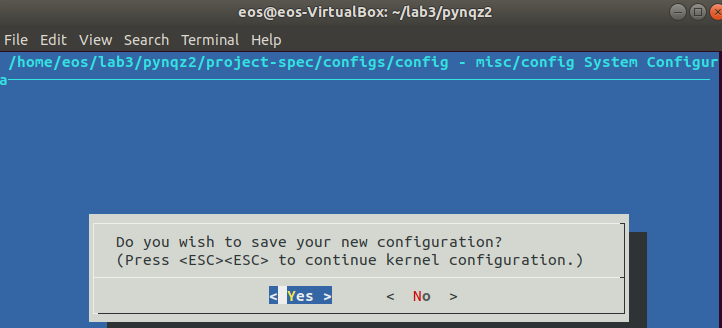 eos@eos-VirtualBox: ~/lab3/pynqz2
File Edit View Search Terminal Help
/home/eos/lab3/pynqz2/project-spec/configs/config - misc/config System Configur
a
Do you wish to save your new configuration?
(Press <ESC><ESC> to continue kernel configuration.)
< Yes > < No >